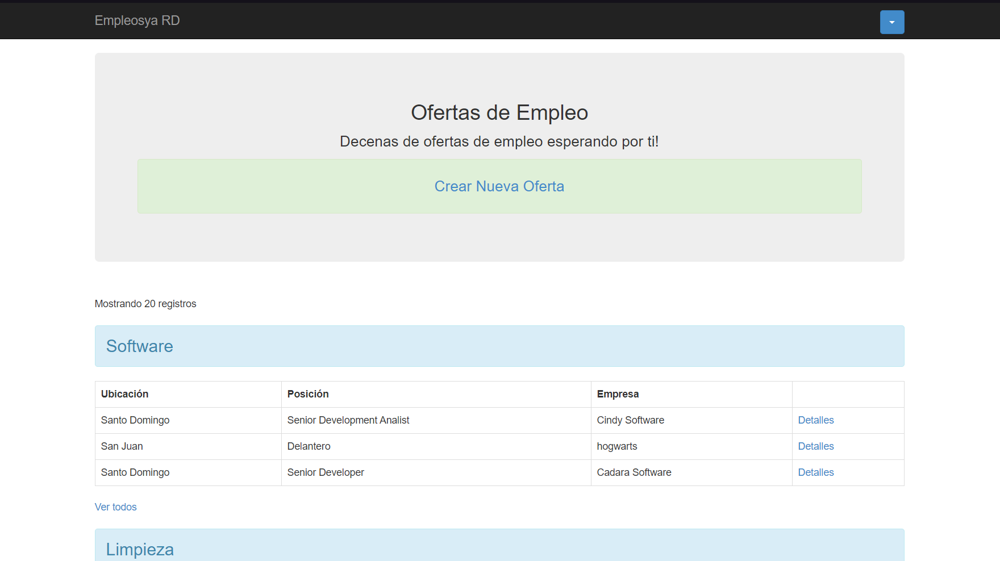 Empleosya RD
Ofertas de Empleo
Decenas de ofertas de empleo esperando por ti!
Crear Nueva Oferta
Mostrando 20 registros
Software
Ubicación Posición Empresa
Santo Domingo Senior Development Analist Cindy Software Detalles
San Juan Delantero hogwarts Detalles
Santo Domingo Senior Developer Cadara Software Detalles
Ver todos
Limpieza